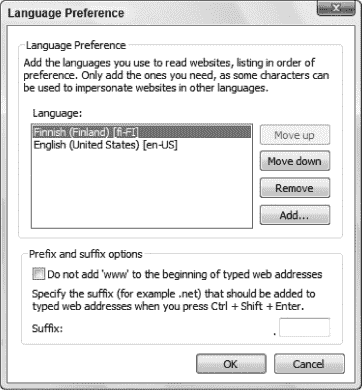 Language Preference
Language Preference
Add the languages you use to read websites, listing in order of
preference. Only add the ones you need, as some characters can
be used to impersonate websites in other languages.
Language:
Finnish (Finland) [fi-FI]
English (United States) [en-US]
Move up
Move down
Remove
Add...
Prefix and suffix options
Do not add 'www' to the beginning of typed web addresses
Specify the suffix (for example .net) that should be added to
typed web addresses when you press Ctrl + Shift + Enter.
Suffix: .
OK Cancel